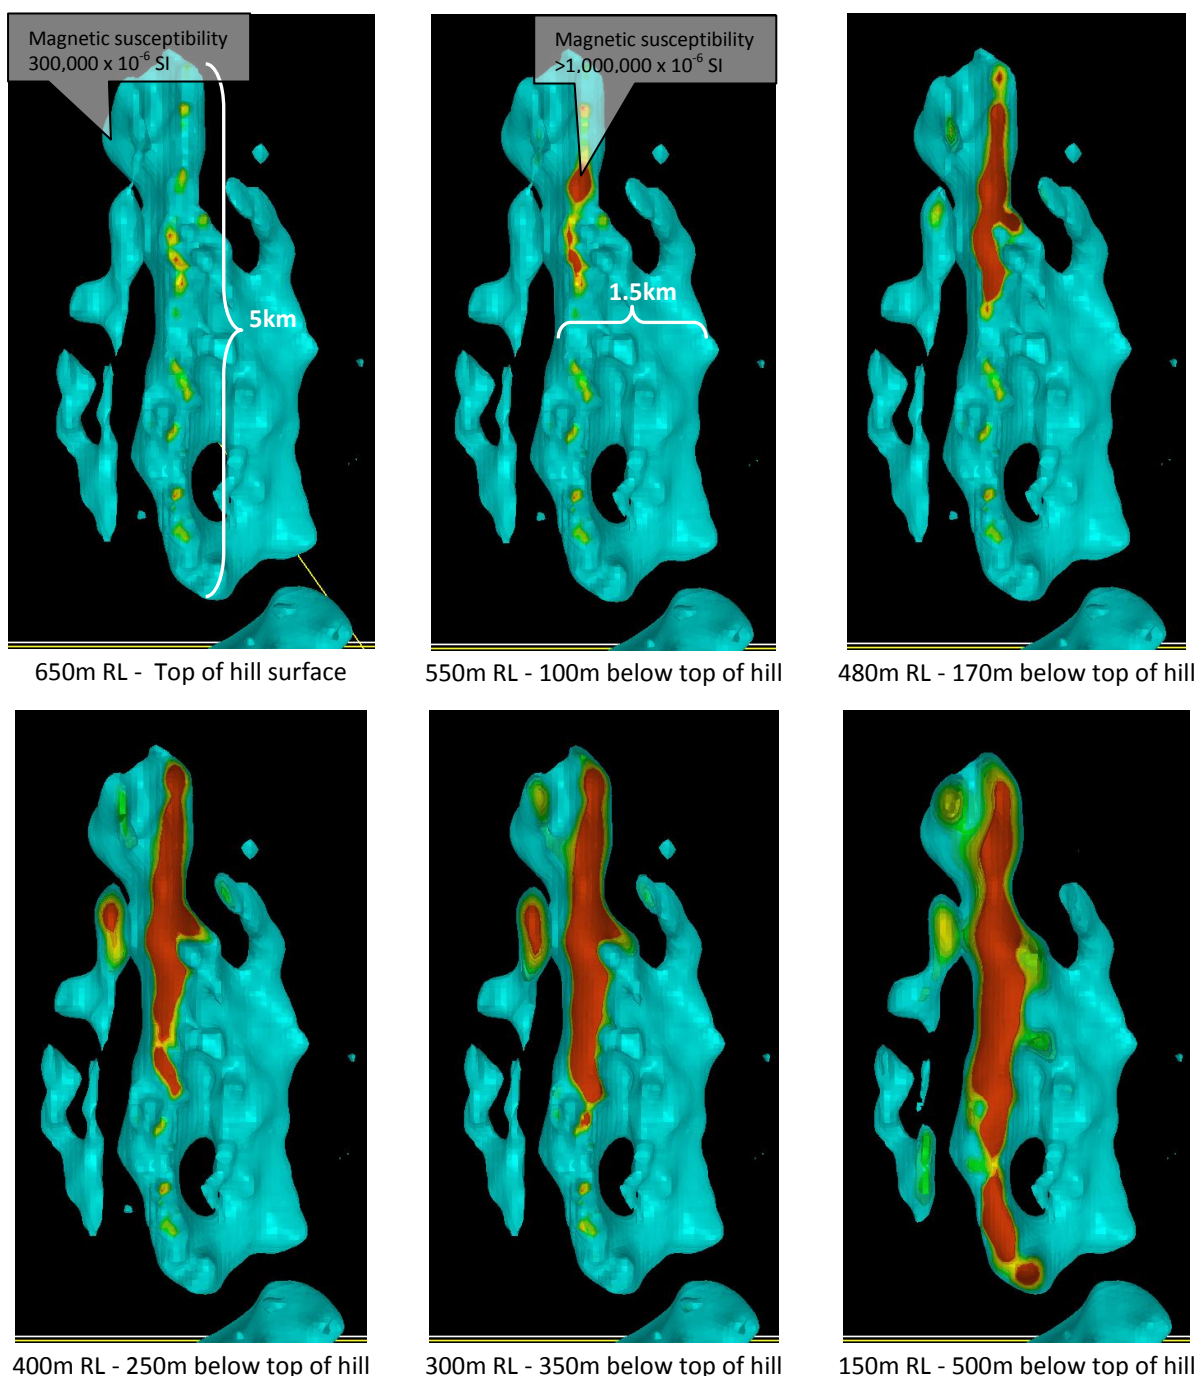 Magnetic susceptibility
300,000 x 10⁻⁶ SI
Magnetic susceptibility
>1,000,000 x 10⁻⁶ SI
5km
1.5km
650m RL - Top of hill surface
550m RL - 100m below top of hill
480m RL - 170m below top of hill
400m RL - 250m below top of hill
300m RL - 350m below top of hill
150m RL - 500m below top of hill